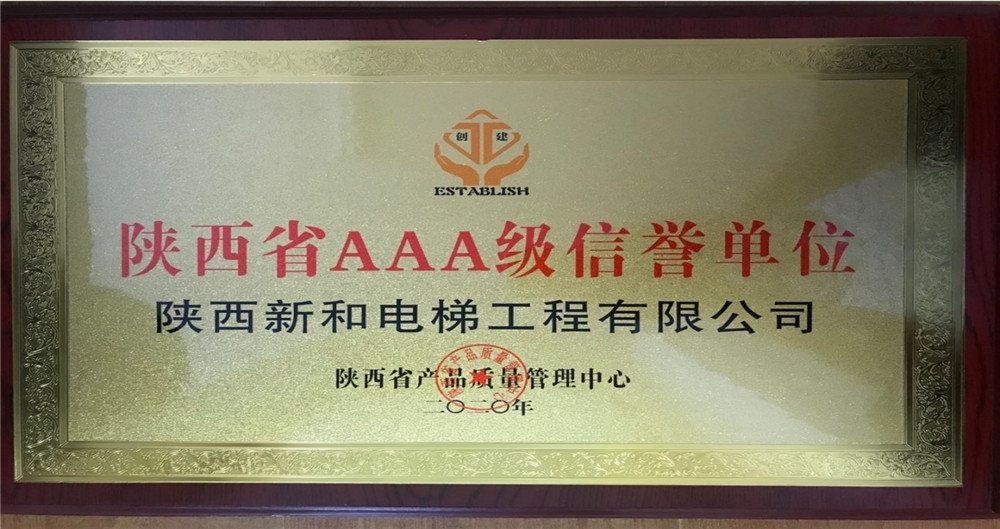 创 建
ESTABLISH
陕西省AAA级信誉单位
陕西新和电梯工程有限公司
陕西省产品质量管理中心
二〇二〇年